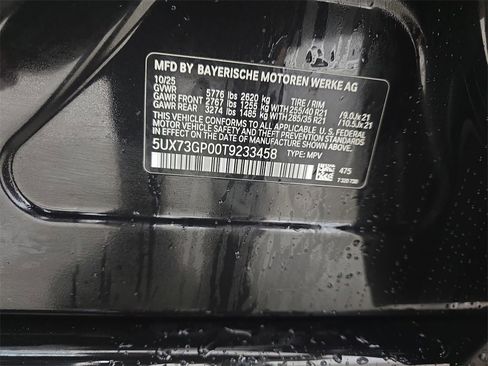 MFD BY BAYERISCHE MOTOREN WERKE AG
10/25
GVWR 5776 lbs 2620 kg TIRE / RIM
GAWR FRONT 2767 lbs 1255 kg WITH 255/40 R21 /9.0Jx21
GAWR REAR 3274 lbs 1485 kg WITH 285/35 R21 /10.5Jx21
THIS VEHICLE CONFORMS TO ALL APPLICABLE U.S. FEDERAL
MOTOR VEHICLE SAFETY AND THEFT PREVENTION STANDARDS
IN EFFECT ON THE DATE OF MANUFACTURE SHOWN ABOVE.
5UX73GP00T9233458 TYPE: MPV
475